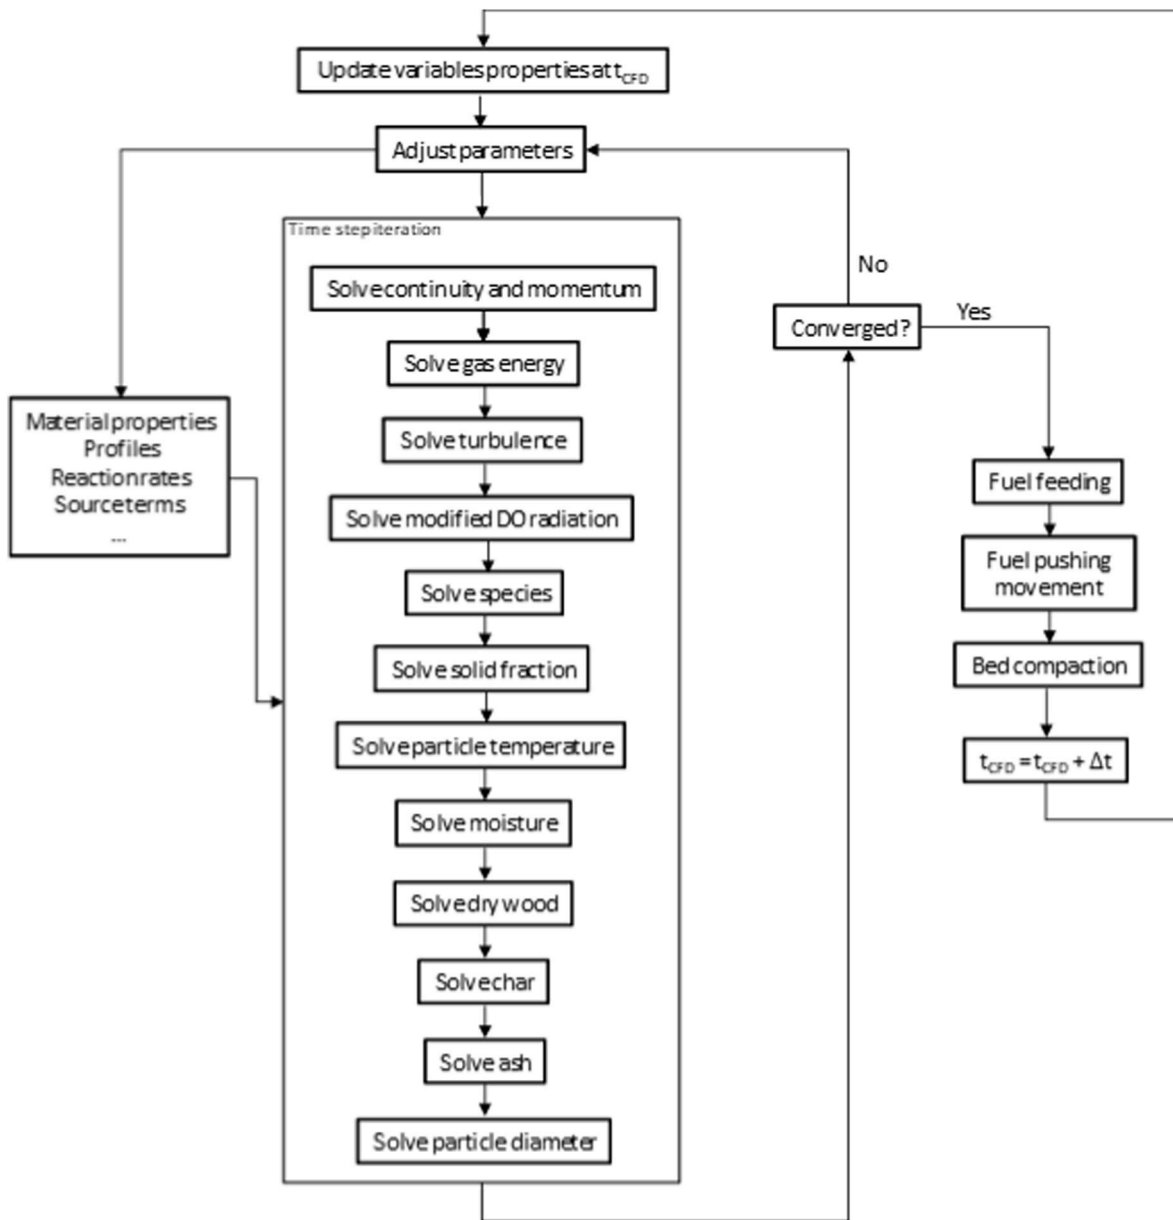 Update variables properties at t_CFD
Adjust parameters
Time step iteration
Solve continuity and momentum
Solve gas energy
Solve turbulence
Solve modified DO radiation
Solve species
Solve solid fraction
Solve particle temperature
Solve moisture
Solve dry wood
Solve char
Solve ash
Solve particle diameter
Material properties
Profiles
Reaction rates
Source terms
...
No
Converged?
Yes
Fuel feeding
Fuel pushing
movement
Bed compaction
t_CFD = t_CFD + Δt